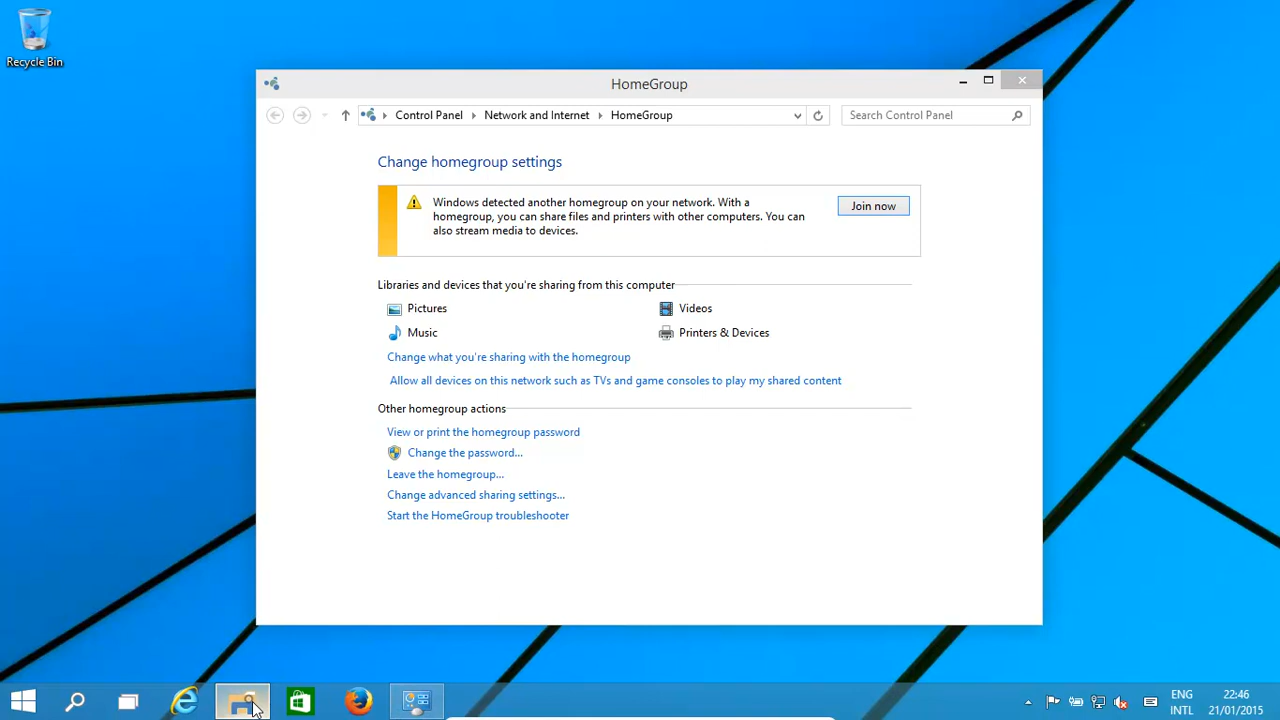 Recycle Bin
HomeGroup
Control Panel
Network and Internet
HomeGroup
Search Control Panel
Change homegroup settings
Windows detected another homegroup on your network. With a
homegroup, you can share files and printers with other computers. You can
also stream media to devices.
Join now
Libraries and devices that you're sharing from this computer
Pictures
Videos
Music
Printers & Devices
Change what you're sharing with the homegroup
Allow all devices on this network such as TVs and game consoles to play my shared content
Other homegroup actions
View or print the homegroup password
Change the password...
Leave the homegroup...
Change advanced sharing settings...
Start the HomeGroup troubleshooter
ENG
INTL
22:46
21/01/2015